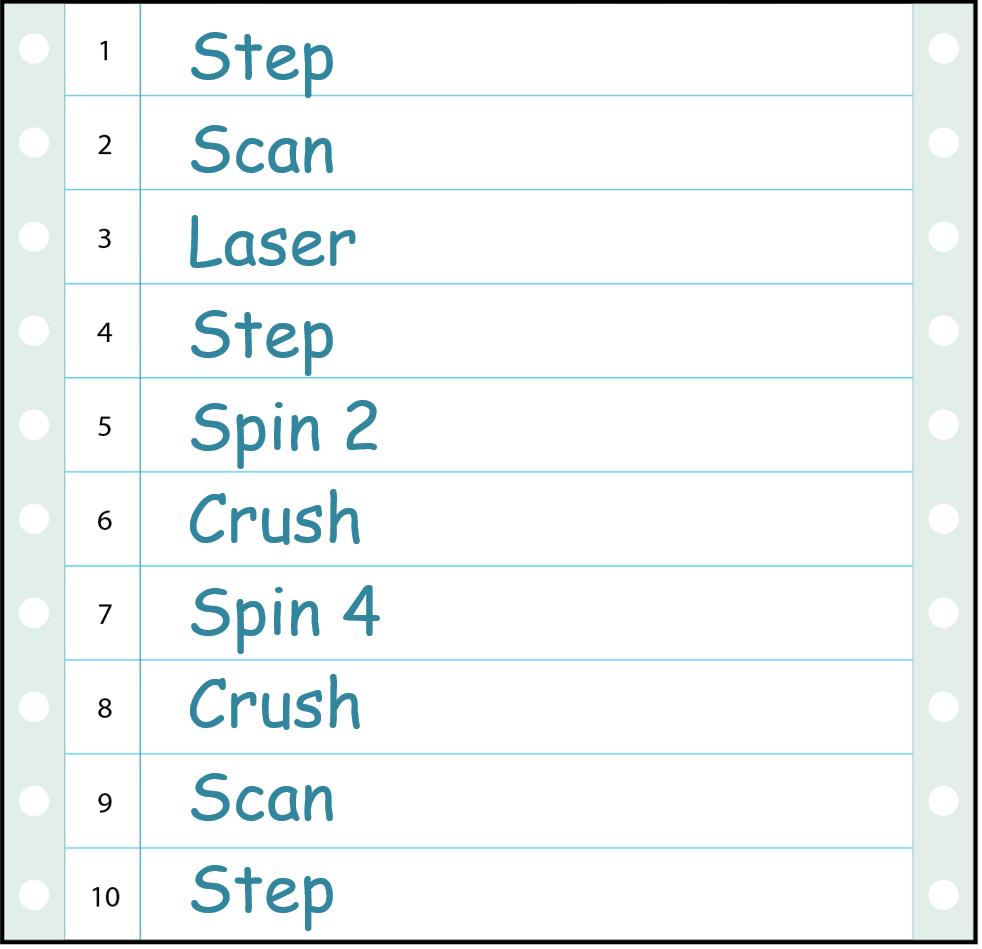 1 Step
2 Scan
3 Laser
4 Step
5 Spin 2
6 Crush
7 Spin 4
8 Crush
9 Scan
10 Step